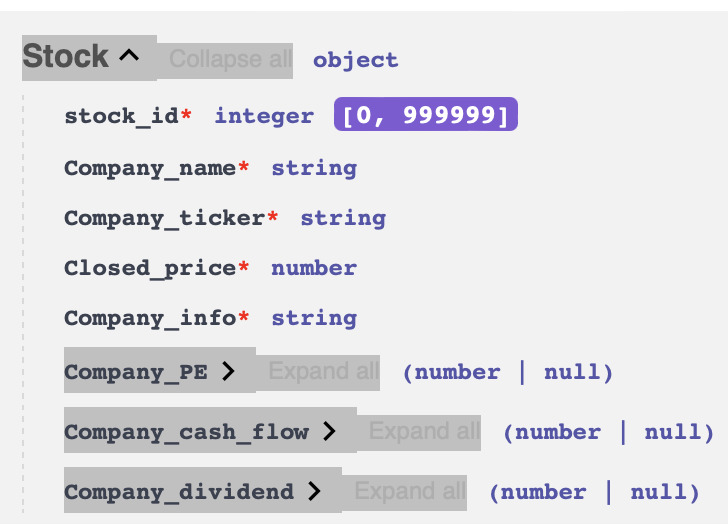 Stock Collapse all object
stock_id* integer [0, 999999]
Company_name* string
Company_ticker* string
Closed_price* number
Company_info* string
Company_PE Expand all (number | null)
Company_cash_flow Expand all (number | null)
Company_dividend Expand all (number | null)